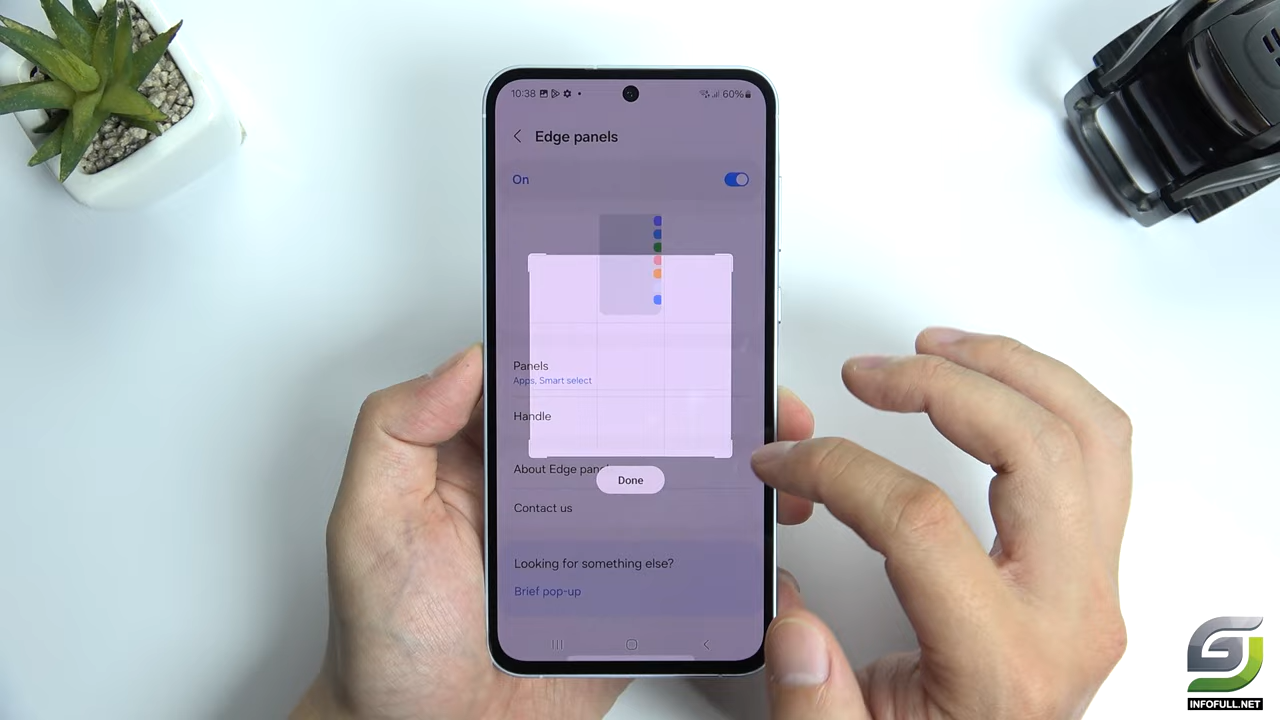 10:38
60%
Edge panels
On
Panels
Apps, Smart select
Handle
About Edge pane
Done
Contact us
Looking for something else?
Brief pop-up
INFOFULL.NET